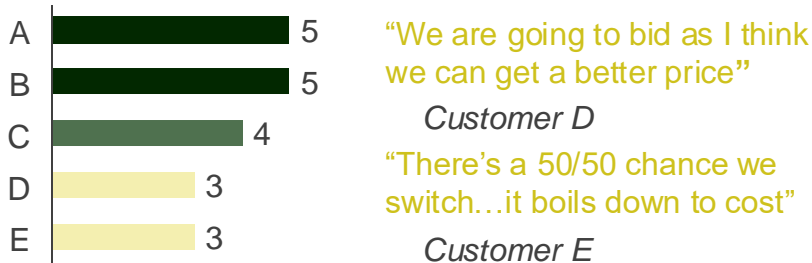 A 5
B 5
C 4
D 3
E 3
“We are going to bid as I think
we can get a better price”
Customer D
“There’s a 50/50 chance we
switch…it boils down to cost”
Customer E